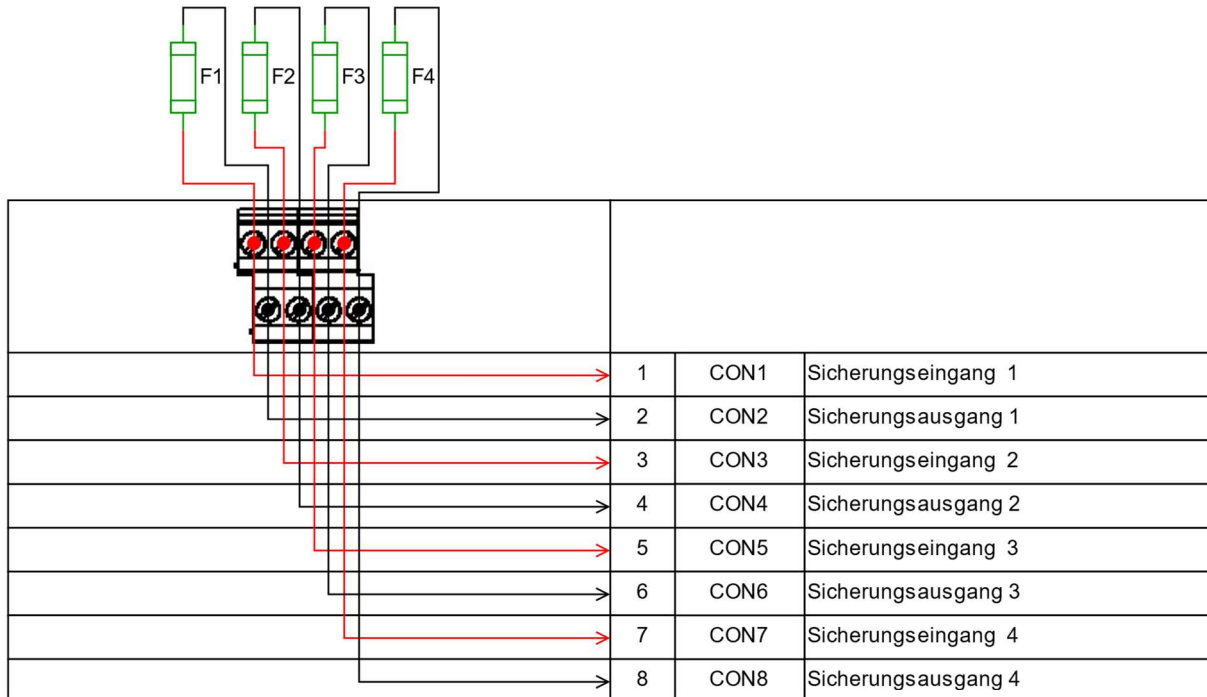 F1 F2 F3 F4
1 CON1 Sicherungseingang 1
2 CON2 Sicherungsausgang 1
3 CON3 Sicherungseingang 2
4 CON4 Sicherungsausgang 2
5 CON5 Sicherungseingang 3
6 CON6 Sicherungsausgang 3
7 CON7 Sicherungseingang 4
8 CON8 Sicherungsausgang 4